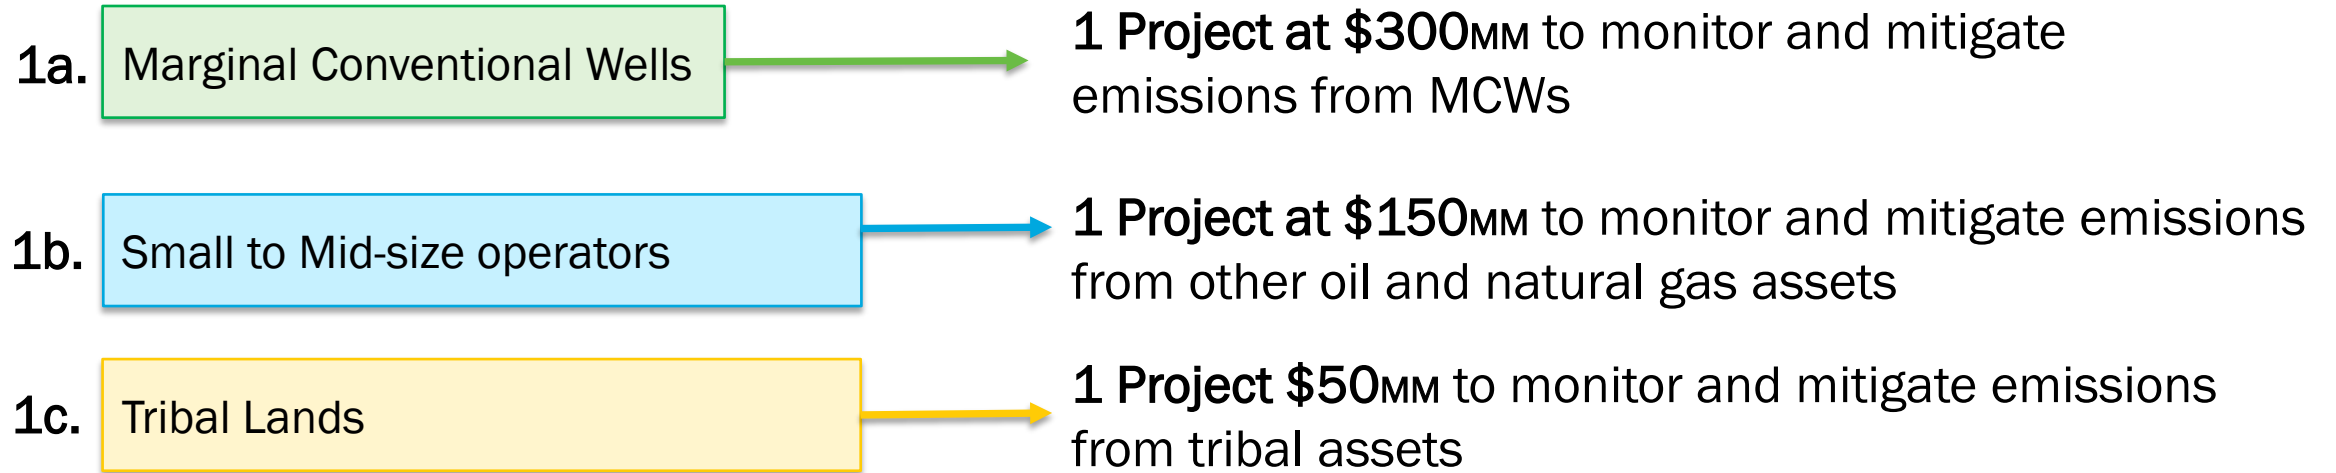 1a. Marginal Conventional Wells
1 Project at $300MM to monitor and mitigate
emissions from MCWs
1b. Small to Mid-size operators
1 Project at $150MM to monitor and mitigate emissions
from other oil and natural gas assets
1c. Tribal Lands
1 Project $50MM to monitor and mitigate emissions
from tribal assets